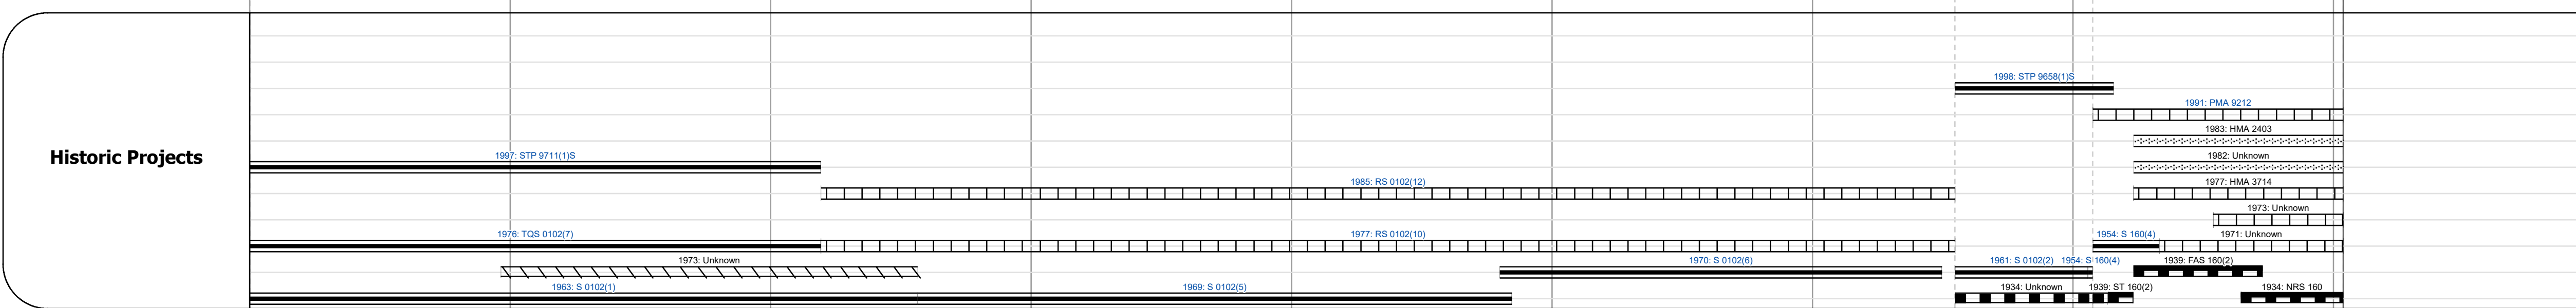 1998: STP 9658(1)S
1991: PMA 9212
1983: HMA 2403
Historic Projects
1997: STP 9711(1)S
1982: Unknown
1985: RS 0102(12)
1977: HMA 3714
1973: Unknown
1976: TQS 0102(7)
1977: RS 0102(10)
1954: S 160(4)
1971: Unknown
1973: Unknown
1970: S 0102(6)
1961: S 0102(2)
1954: S 160(4)
1939: FAS 160(2)
1963: S 0102(1)
1969: S 0102(5)
1934: Unknown
1939: ST 160(2)
1934: NRS 160